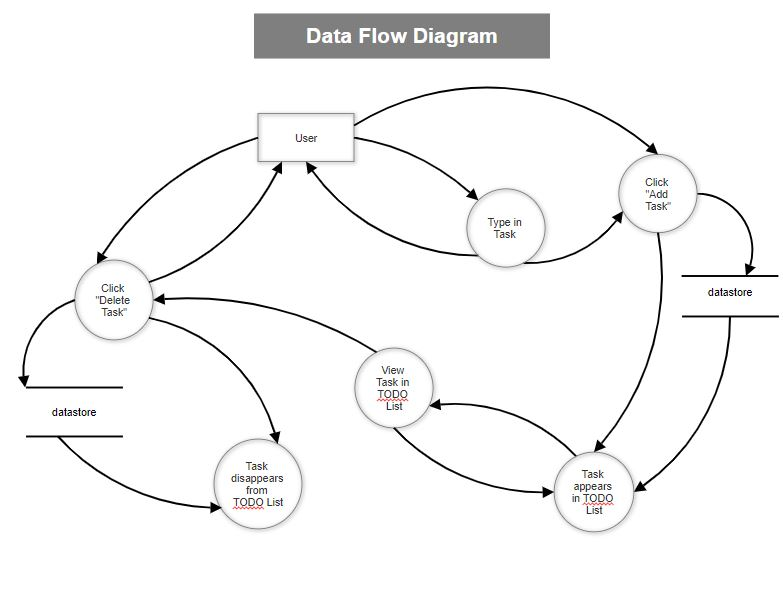 Data Flow Diagram
User
Click
"Add
Task"
Type in
Task
Click
"Delete
Task"
datastore
View
Task in
TODO
List
datastore
Task
disappears
from
TODO List
Task
appears
in TODO
List